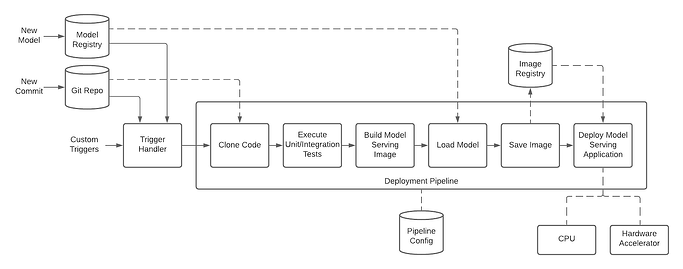 New
Model
Model
Registry
New
Commit
Git Repo
Custom
Triggers
Trigger
Handler
Clone Code
Execute
Unit/Integration
Tests
Build Model
Serving
Image
Load Model
Save Image
Image
Registry
Deploy Model
Serving
Application
Deployment Pipeline
Pipeline
Config
CPU
Hardware
Accelerator